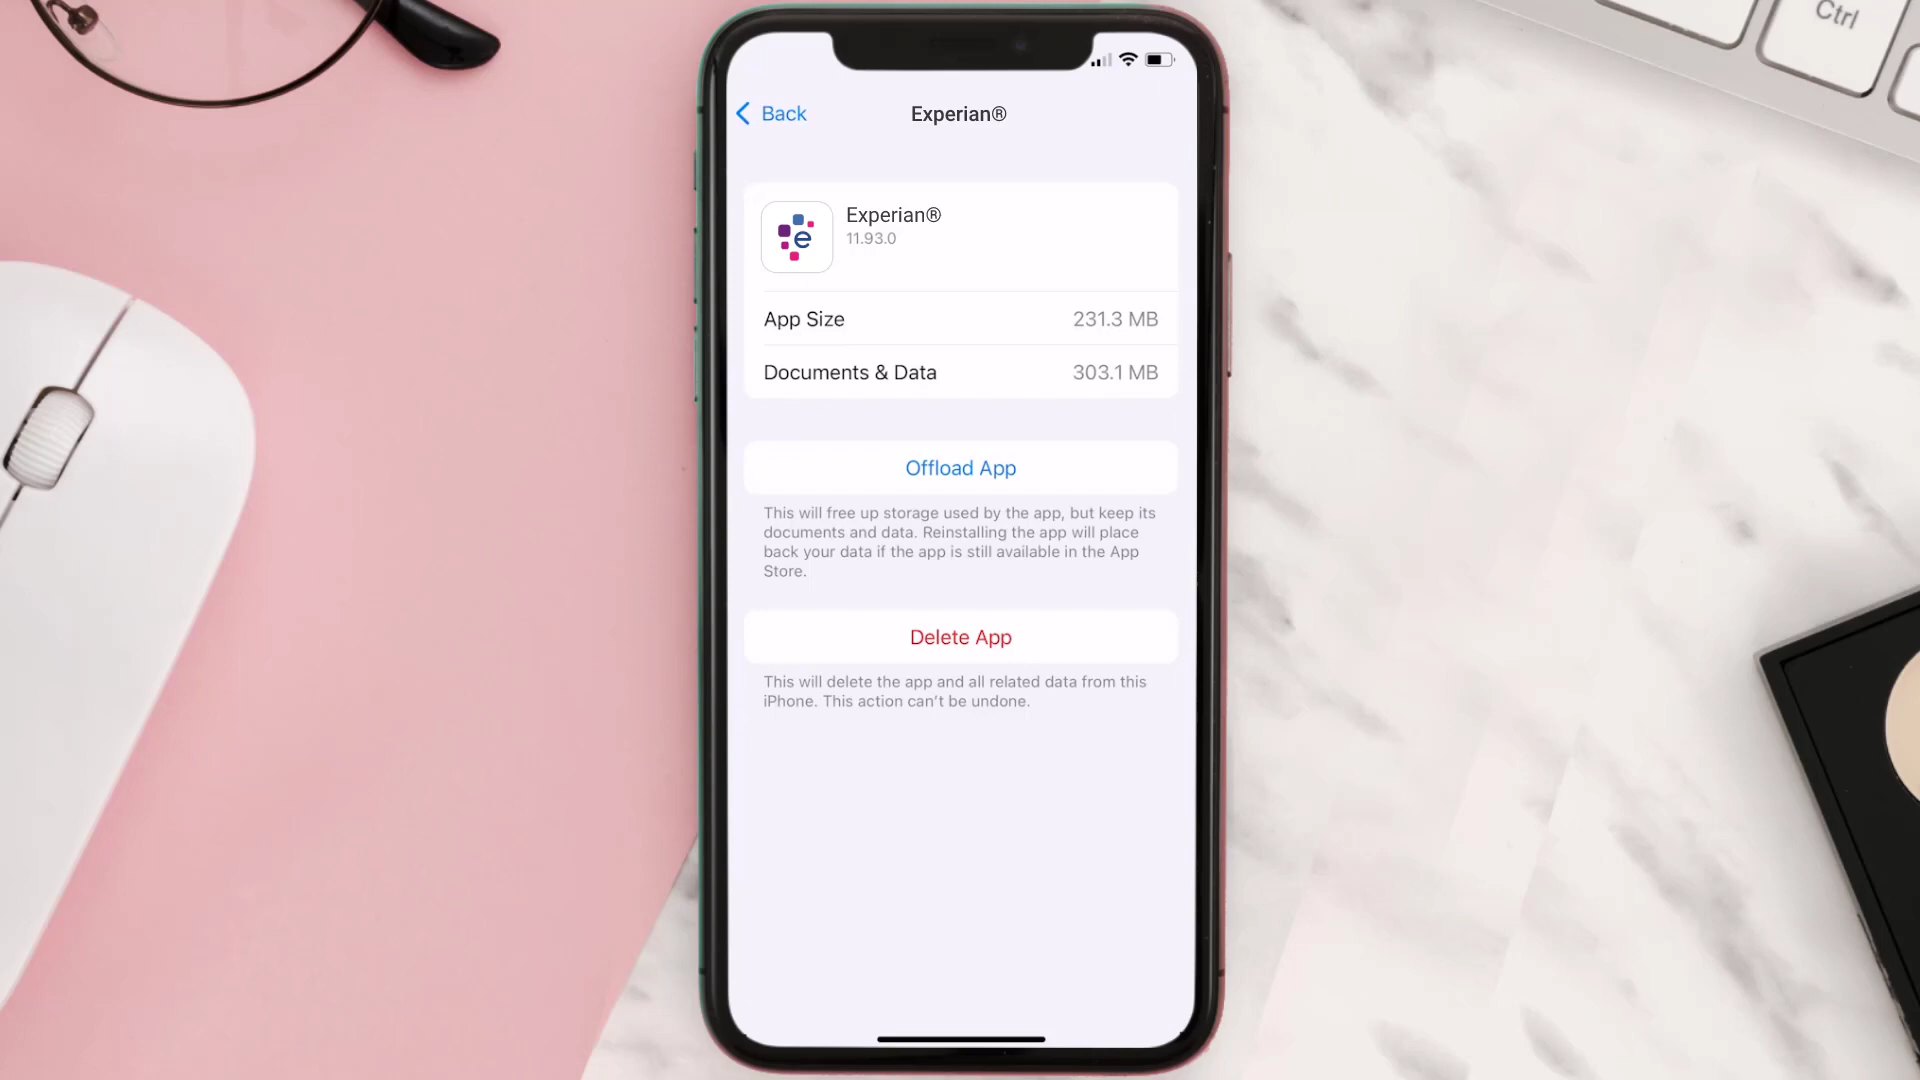 Ctrl
Back
Experian®
e
Experian®
11.93.0
App Size
231.3 MB
Documents & Data
303.1 MB
Offload App
This will free up storage used by the app, but keep its
documents and data. Reinstalling the app will place
back your data if the app is still available in the App
Store.
Delete App
This will delete the app and all related data from this
iPhone. This action can't be undone.